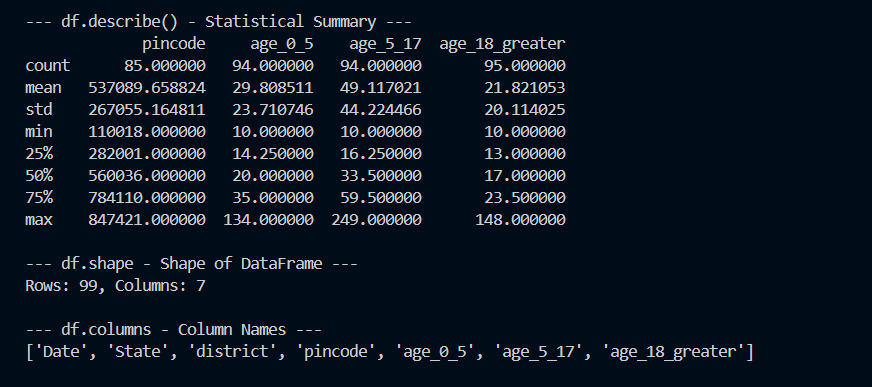 --- df.describe() - Statistical Summary ---
pincode age_0_5 age_5_17 age_18_greater
count 85.000000 94.000000 94.000000 95.000000
mean 537089.658824 29.808511 49.117021 21.821053
std 267055.164811 23.710746 44.224466 20.114025
min 110018.000000 10.000000 10.000000 10.000000
25% 282001.000000 14.250000 16.250000 13.000000
50% 560036.000000 20.000000 33.500000 17.000000
75% 784110.000000 35.000000 59.500000 23.500000
max 847421.000000 134.000000 249.000000 148.000000
--- df.shape - Shape of DataFrame ---
Rows: 99, Columns: 7
--- df.columns - Column Names ---
['Date', 'State', 'district', 'pincode', 'age_0_5', 'age_5_17', 'age_18_greater']